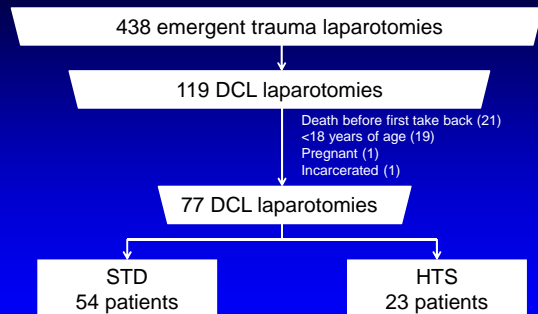 438 emergent trauma laparotomies
119 DCL laparotomies
Death before first take back (21)
<18 years of age (19)
Pregnant (1)
Incarcerated (1)
77 DCL laparotomies
STD
54 patients
HTS
23 patients